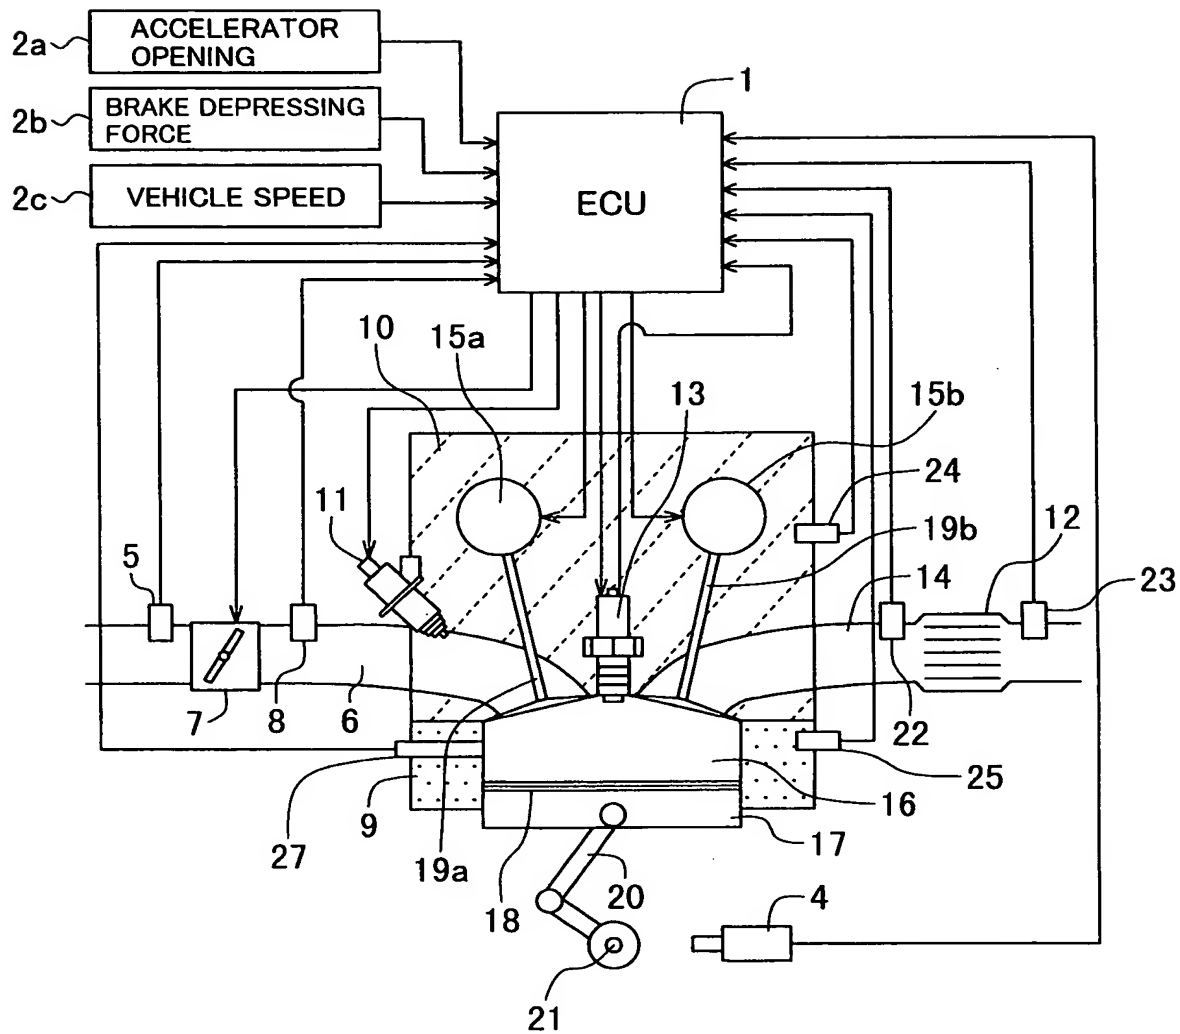 2a
ACCELERATOR
OPENING
2b
BRAKE DEPRESSING
FORCE
2c
VEHICLE SPEED
1
ECU
10
15a
13
15b
24
11
19b
12
5
14
23
7
8
6
22
25
27
9
19a
18
16
17
20
4
21